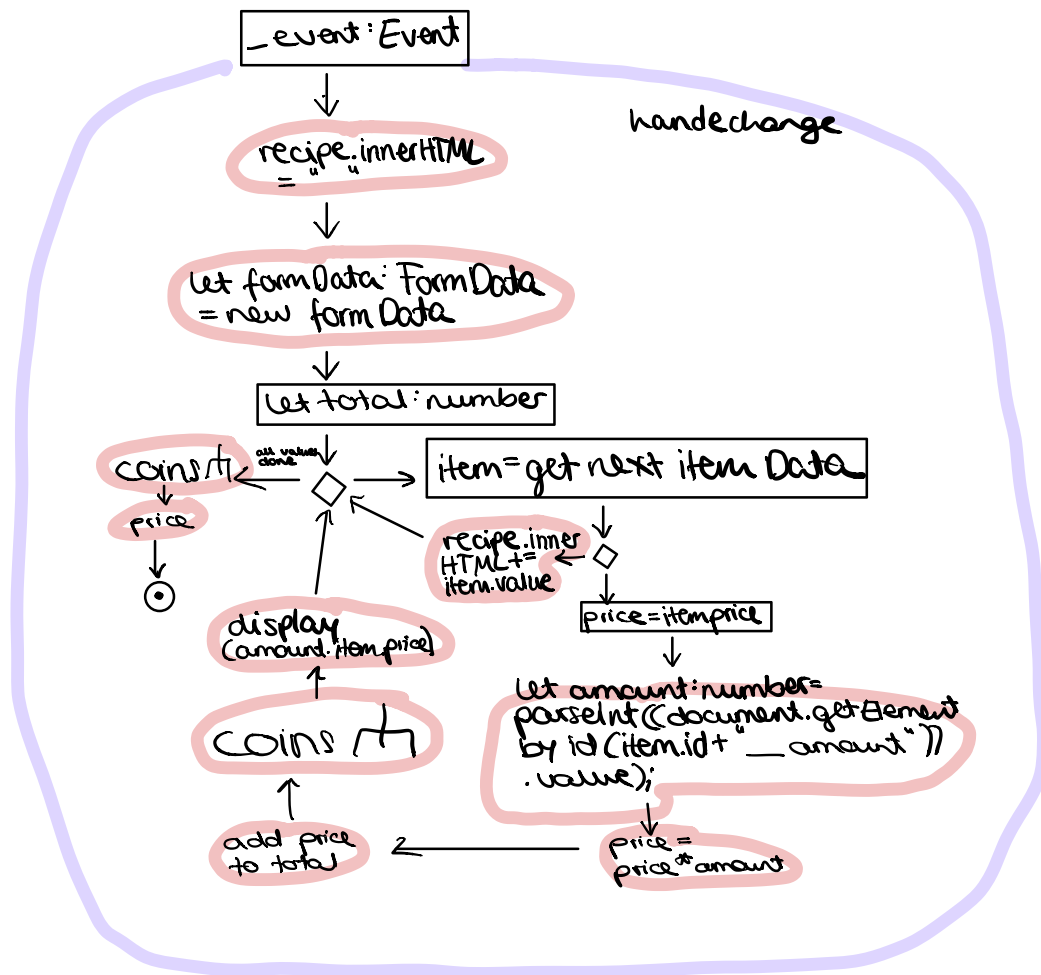 _event:Event
handechange
recipe.innerHTML
= " "
let formData: FormData
= new formData
let total:number
all values
done
coins
price
item=get next item Data
recipe.inner
HTML+=
item.value
price=itemprice
display
(amount.item.price)
let amount:number=
parseInt((document.getElement
by id(item.id+"__amount"))
.value);
coins
add price
to total
price =
price * amount